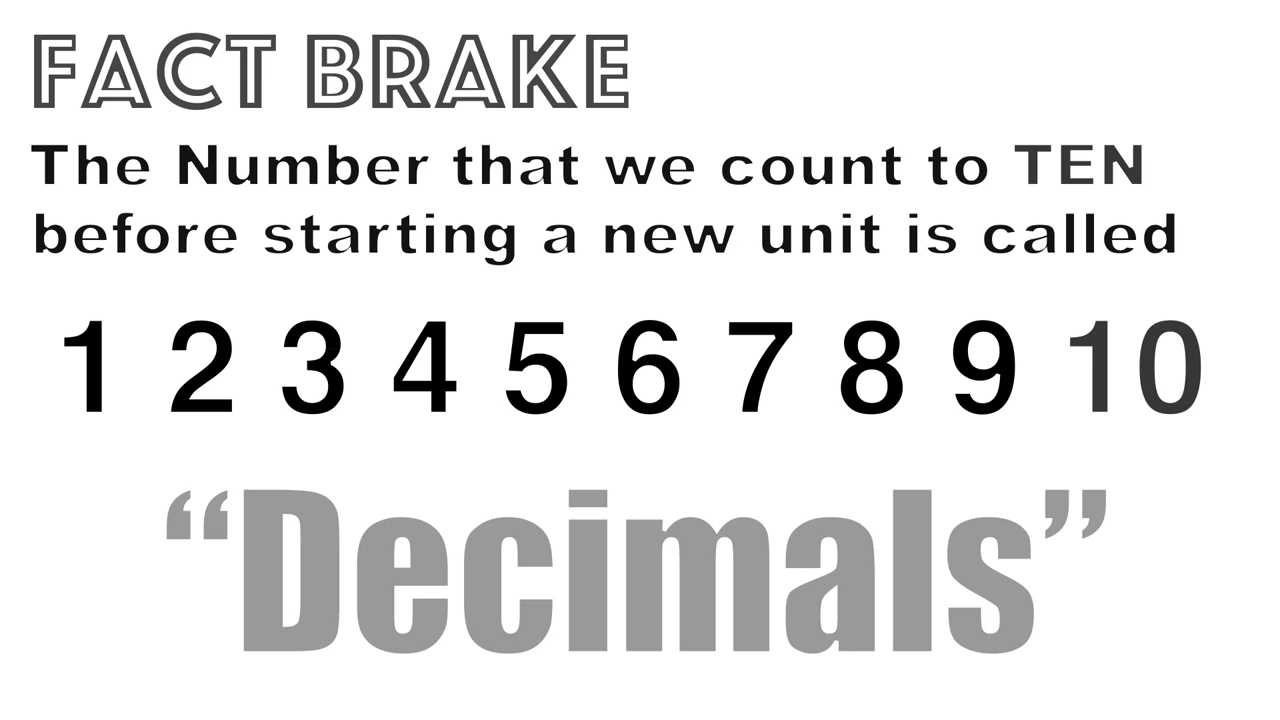 FACT BRAKE
The Number that we count to TEN
before starting a new unit is called
1 2 3 4 5 6 7 8 9 10
“Decimals”